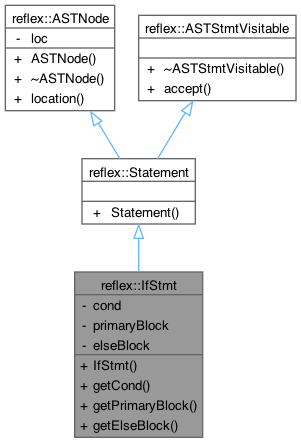 reflex::ASTNode
- loc
+ ASTNode()
+ ~ASTNode()
+ location()
reflex::ASTStmtVisitable
+ ~ASTStmtVisitable()
+ accept()
reflex::Statement
+ Statement()
reflex::IfStmt
- cond
- primaryBlock
- elseBlock
+ IfStmt()
+ getCond()
+ getPrimaryBlock()
+ getElseBlock()